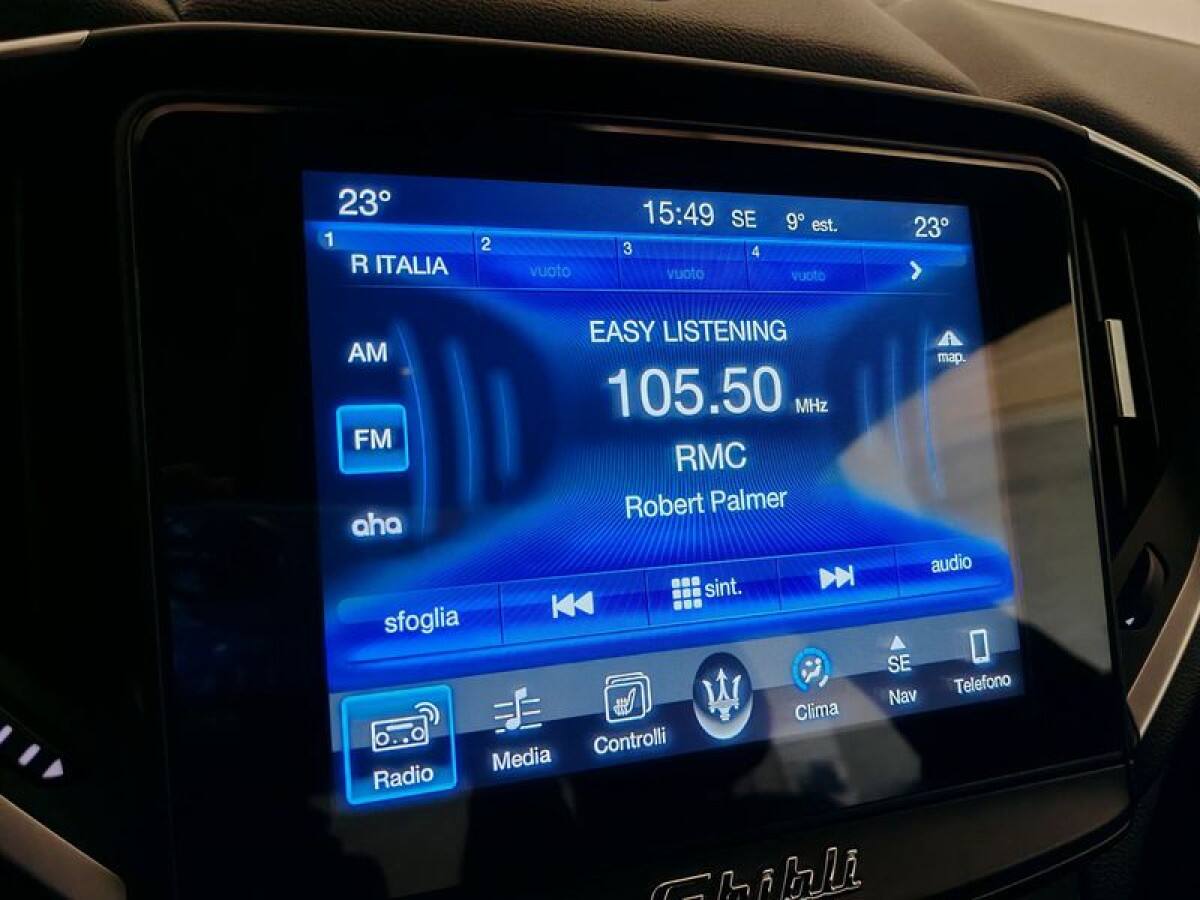 23° 15:49 SE 9° est. 23°
1 R ITALIA 2 vuoto 3 vuoto 4 vuoto
EASY LISTENING
AM
map.
105.50 MHz
FM
RMC
Robert Palmer
aha
sfoglia sint. audio
SE
Radio Media Controlli Clima Nav Telefono
Ghibli